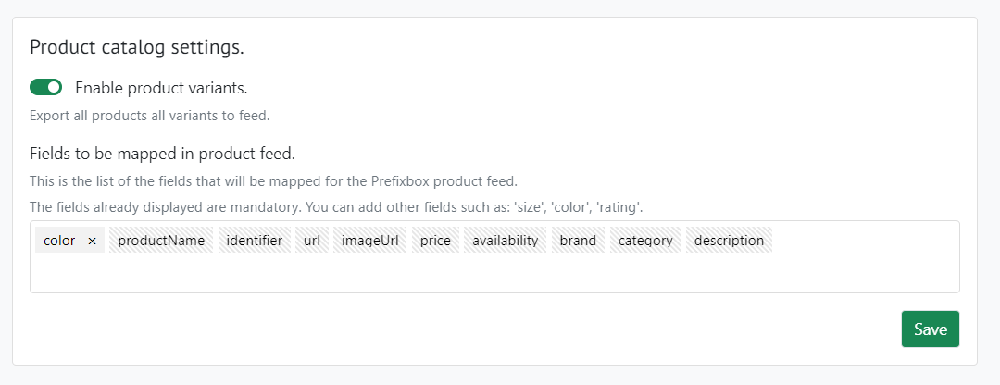 Product catalog settings.
Enable product variants.
Export all products all variants to feed.
Fields to be mapped in product feed.
This is the list of the fields that will be mapped for the Prefixbox product feed.
The fields already displayed are mandatory. You can add other fields such as: 'size', 'color', 'rating'.
color × productName identifier url imageUrl price availability brand category description
Save